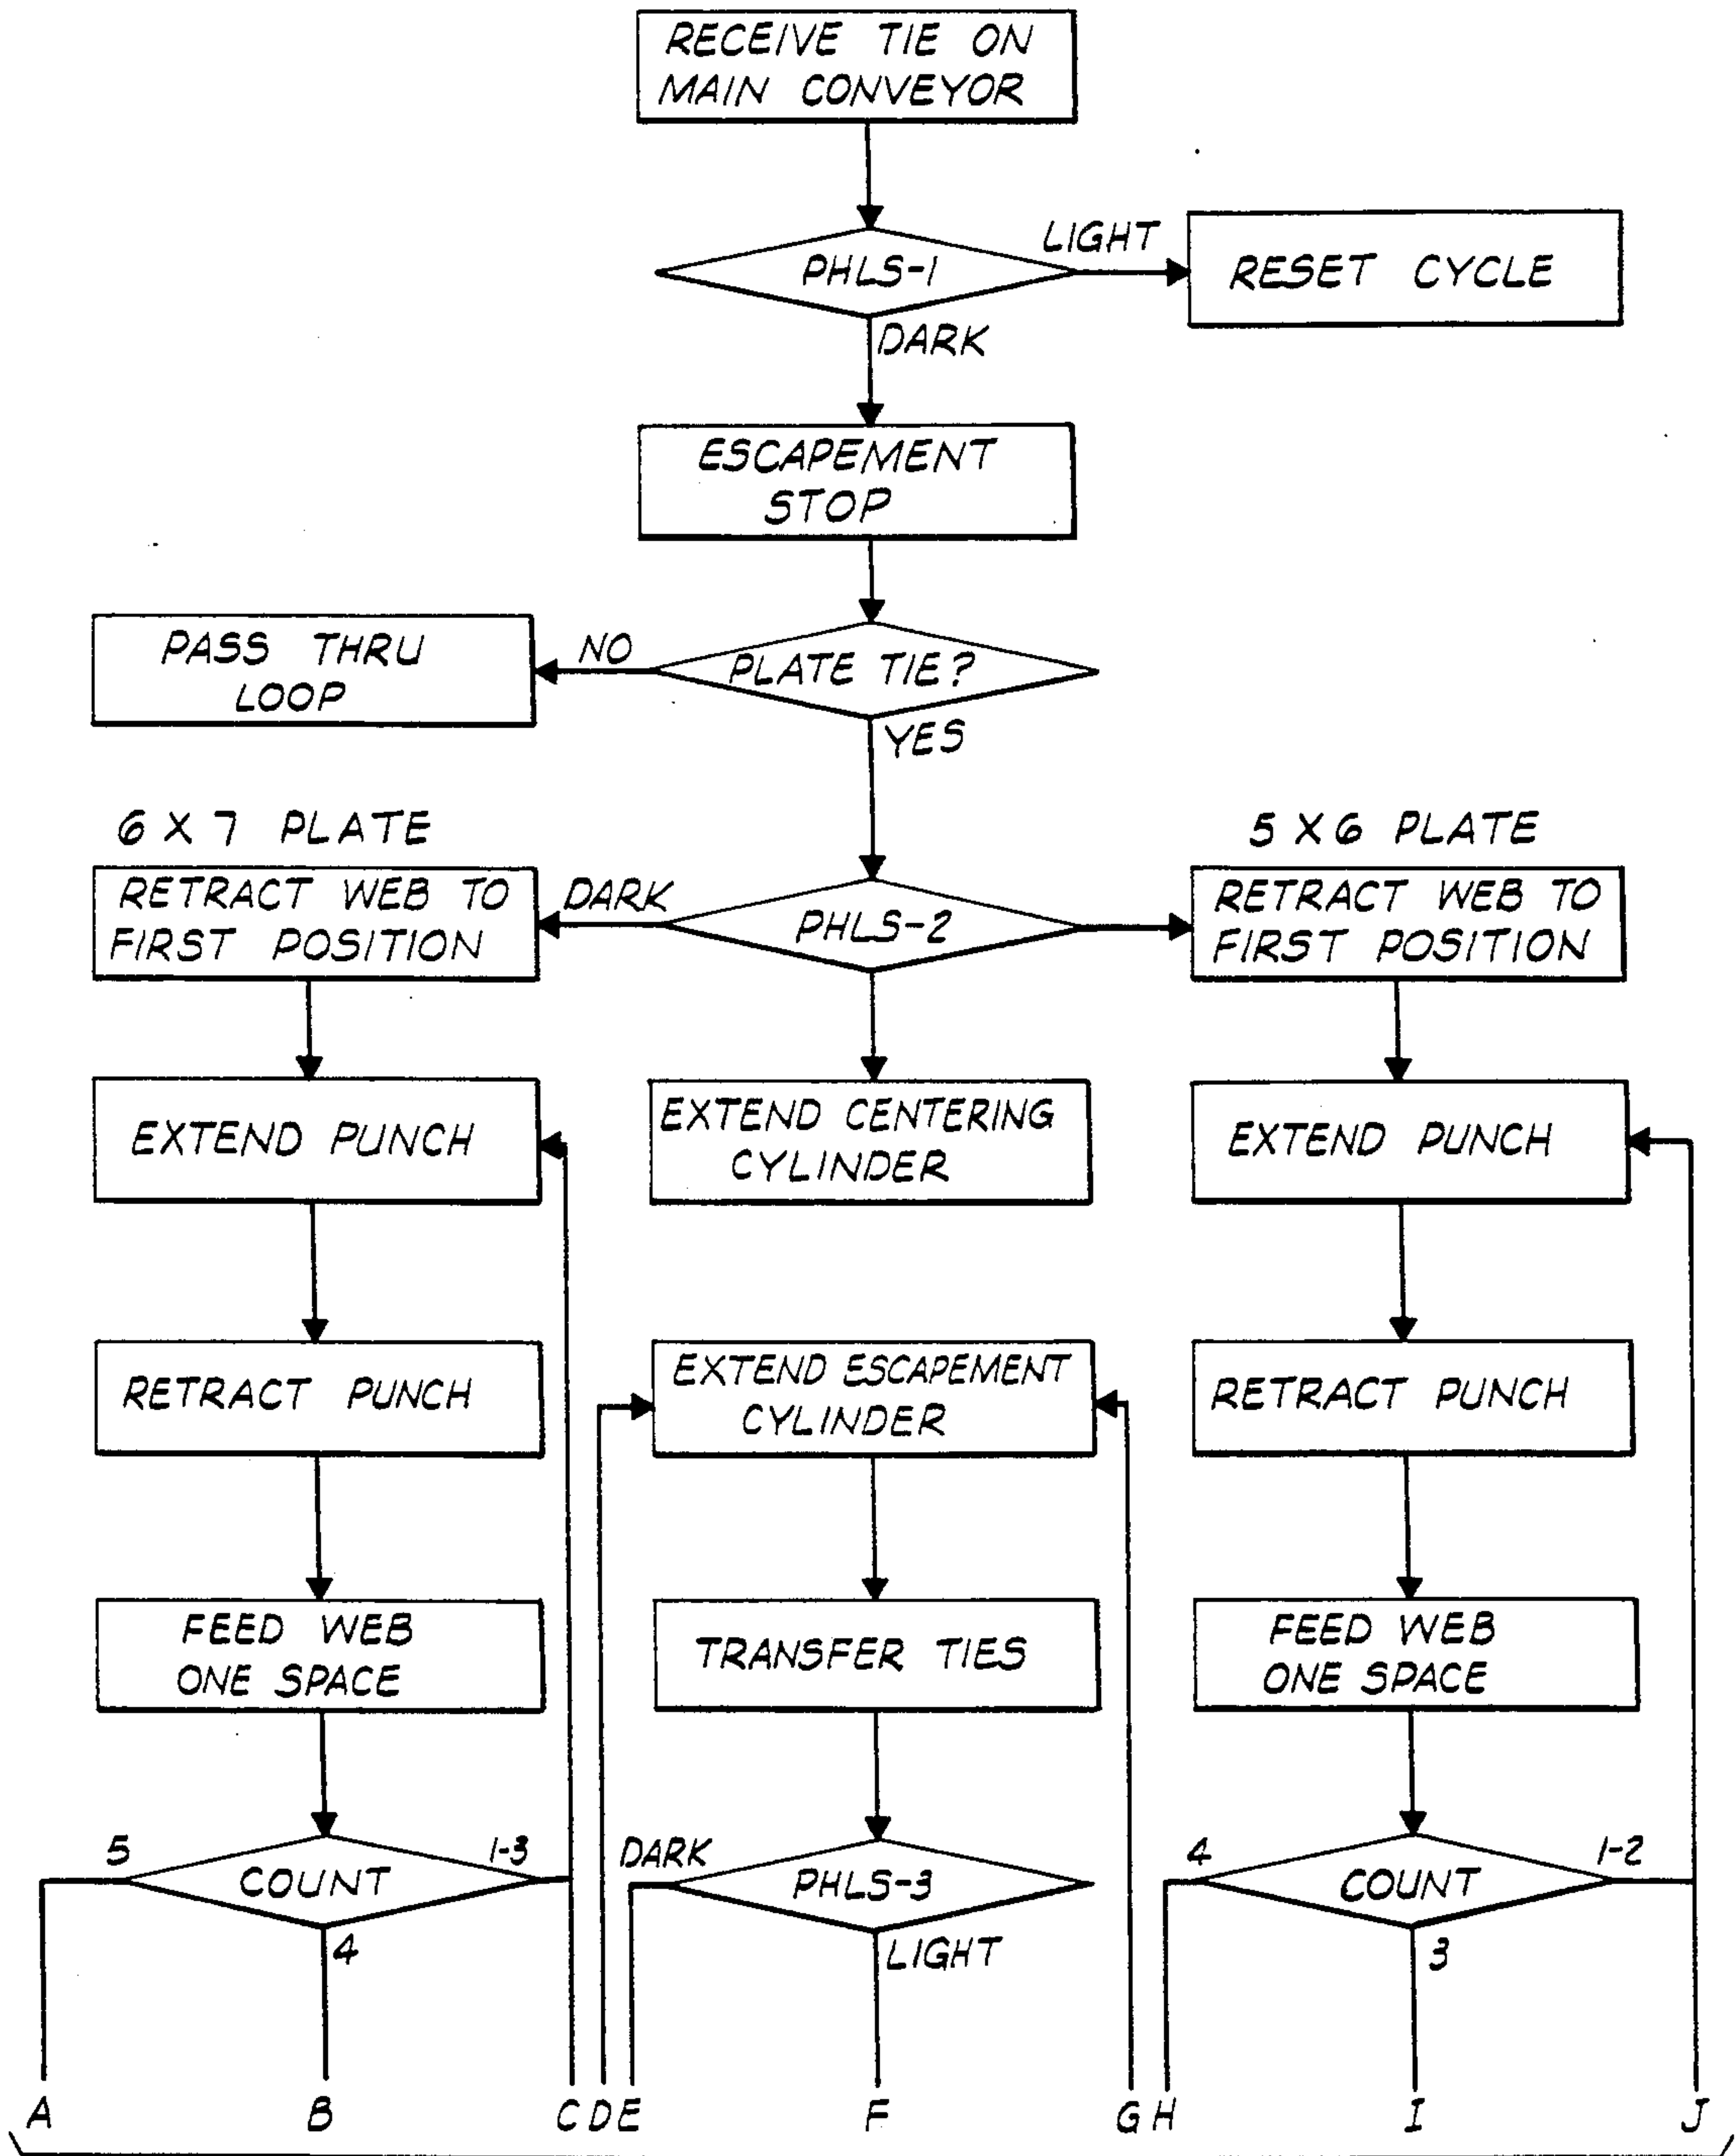 RECEIVE TIE ON
MAIN CONVEYOR
LIGHT
PHLS-1
RESET CYCLE
DARK
ESCAPEMENT
STOP
PASS THRU
LOOP
NO
PLATE TIE?
YES
6 X 7 PLATE
5 X 6 PLATE
RETRACT WEB TO
FIRST POSITION
DARK
PHLS-2
RETRACT WEB TO
FIRST POSITION
EXTEND PUNCH
EXTEND CENTERING
CYLINDER
EXTEND PUNCH
RETRACT PUNCH
EXTEND ESCAPEMENT
CYLINDER
RETRACT PUNCH
FEED WEB
ONE SPACE
TRANSFER TIES
FEED WEB
ONE SPACE
5
COUNT
1-3
4
DARK
PHLS-3
LIGHT
4
COUNT
1-2
3
A B C D E F G H I J